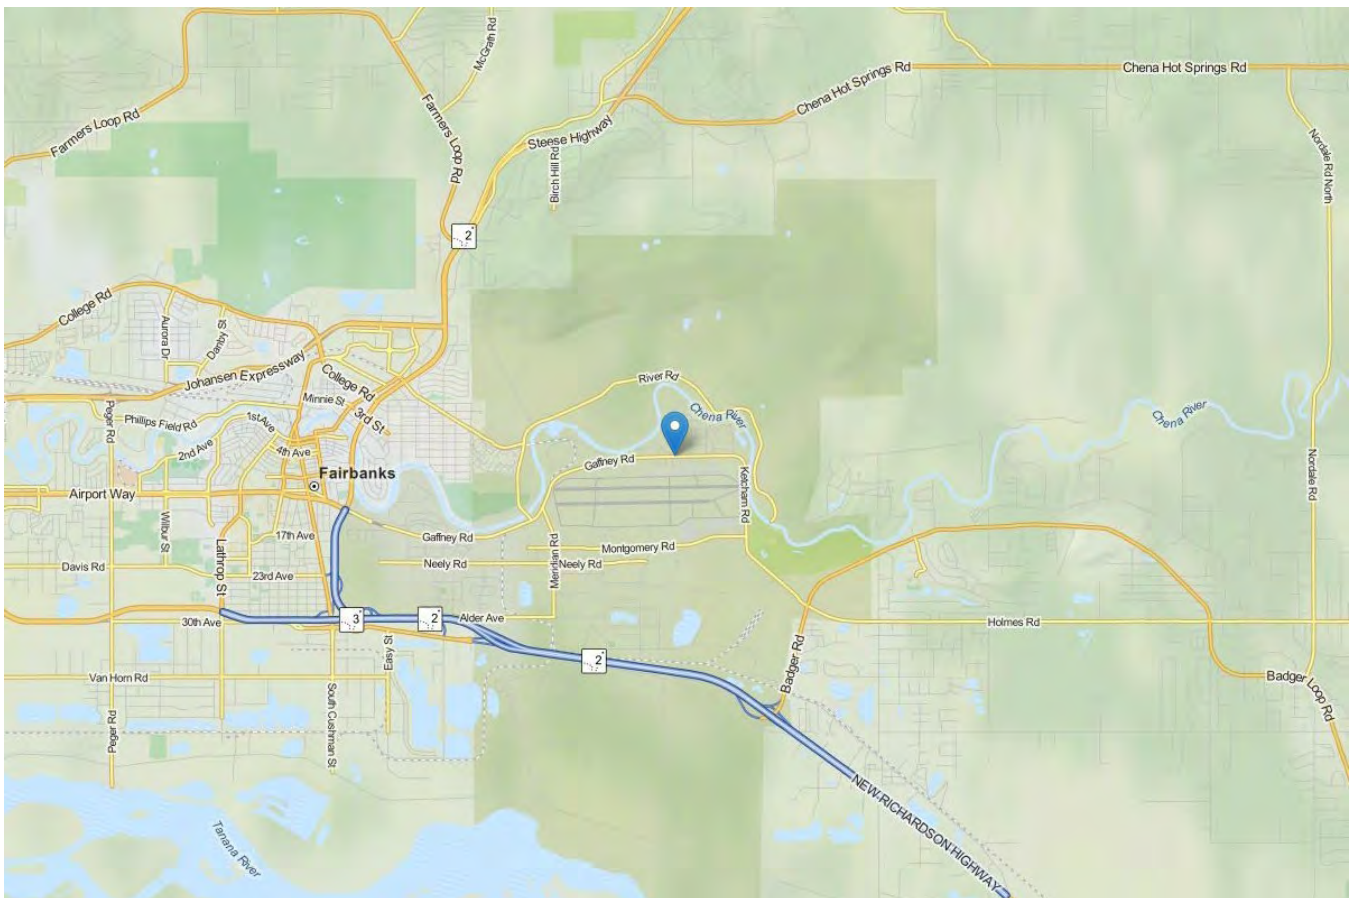 McGrath Rd
Chena Hot Springs Rd
Chena Hot Springs Rd
Farmers Loop Rd
Farmers Loop Rd
Steese Highway
Birch Hill Rd
Nordale Rd North
2
College Rd
Aurora Dr
Danby St
Johansen Expressway
College Rd
River Rd
Minnie St
3rd St
Chena River
Chena River
Peger Rd
Phillips Field Rd
1st Ave
2nd Ave
4th Ave
Gaffney Rd
Fairbanks
Ketcham Rd
Nordale Rd
Airport Way
Wilbur St
17th Ave
Gaffney Rd
Montgomery Rd
Lathrop St
Meridian Rd
Davis Rd
23rd Ave
Neely Rd
Neely Rd
30th Ave
3
2
Alder Ave
Holmes Rd
Easy St
2
Badger Rd
Van Horn Rd
Badger Loop Rd
Peger Rd
South Cushman St
NEW RICHARDSON HIGHWAY
Tanana River